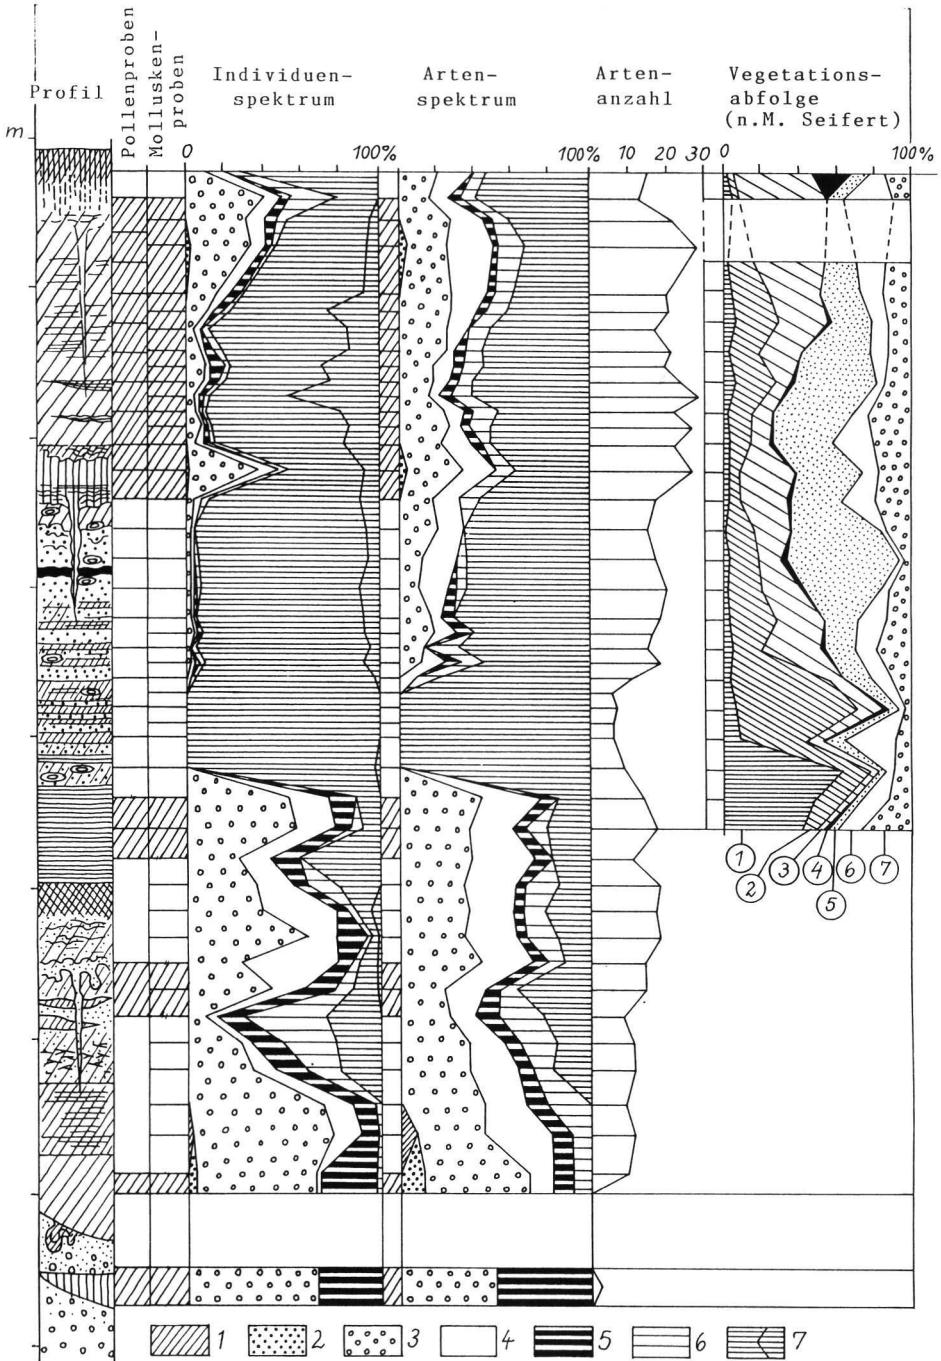 Profil
Pollenproben
Mollusken-
proben
Individuen-
spektrum
Arten-
spektrum
Arten-
anzahl
Vegetations-
abfolge
(n.M. Seifert)
m
0
100%
100%
10
20
30
0
100%
1
2
3
4
5
6
7
1
2
3
4
5
6
7